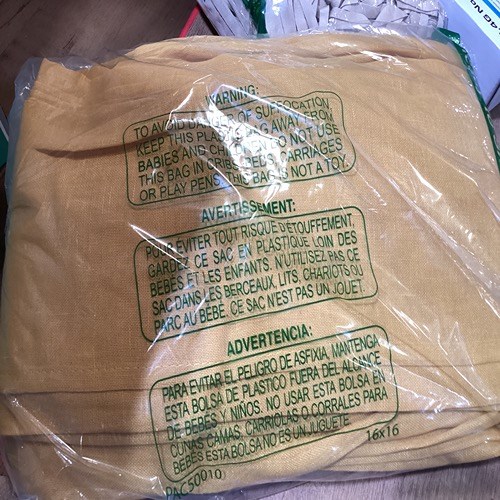 WARNING:
TO AVOID DANGER OF SUFFOCATION
KEEP THIS PLASTIC BAG AWAY FROM
BABIES AND CHILDREN. DO NOT USE
THIS BAG IN CRIBS, BEDS, CARRIAGES
OR PLAY PENS. THIS BAG IS NOT A TOY.
AVERTISSEMENT:
POUR EVITER TOUT RISQUE D'ETOUFFEMENT,
GARDEZ CE SAC EN PLASTIQUE LOIN DES
BEBES ET LES ENFANTS. N'UTILISEZ PAS CE
SAC DANS LES BERCEAUX, LITS, CHARIOTS OU
PARC AU BEBE. CE SAC N'EST PAS UN JOUET.
ADVERTENCIA:
PARA EVITAR EL PELIGRO DE ASFIXIA, MANTENGA
ESTA BOLSA DE PLASTICO FUERA DEL ALCANCE
DE BEBES Y NIÑOS. NO USAR ESTA BOLSA EN
CUNAS, CAMAS, CARRIOLAS O CORRALES PARA
BEBÉS ESTA BOLSA NO ES UN JUGUETE.
16x16
PAC50010